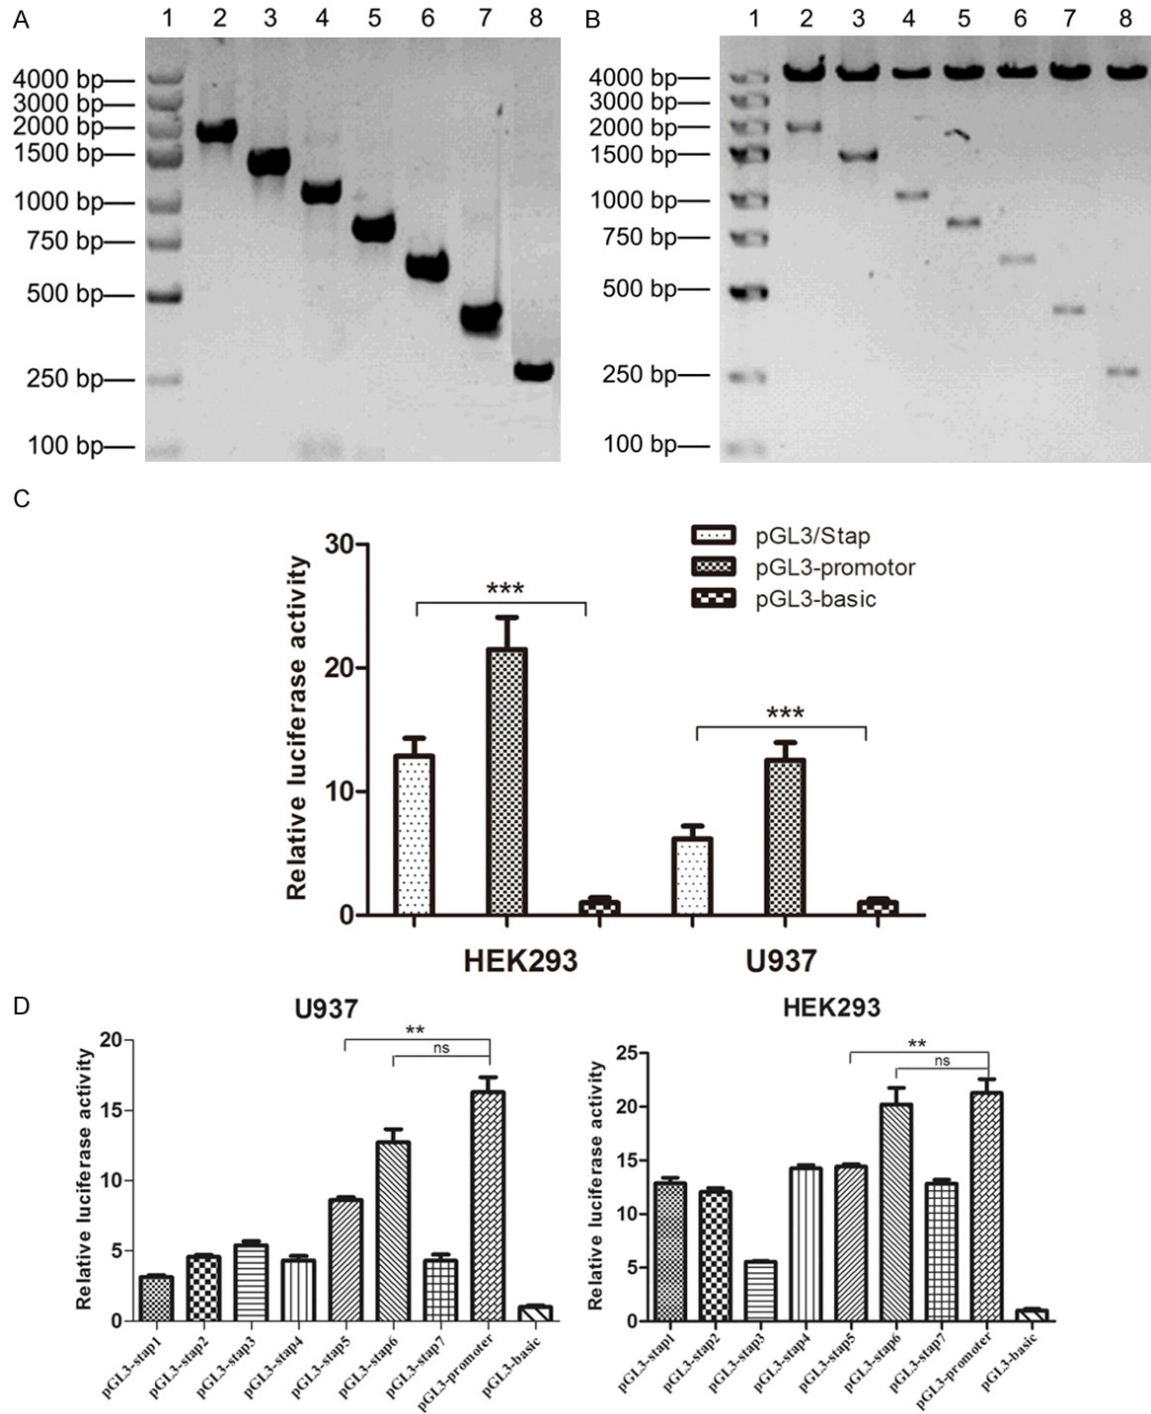 A 1 2 3 4 5 6 7 8
4000 bp
3000 bp
2000 bp
1500 bp
1000 bp
750 bp
500 bp
250 bp
100 bp
B 1 2 3 4 5 6 7 8
4000 bp
3000 bp
2000 bp
1500 bp
1000 bp
750 bp
500 bp
250 bp
100 bp
C
pGL3/Stap
pGL3-promotor
pGL3-basic
Relative luciferase activity
30
20
10
0
***
***
HEK293 U937
D
U937
Relative luciferase activity
20
15
10
5
0
**
ns
pGL3-stap1
pGL3-stap2
pGL3-stap3
pGL3-stap4
pGL3-stap5
pGL3-stap6
pGL3-stap7
pGL3-promoter
pGL3-basic
HEK293
Relative luciferase activity
25
20
15
10
5
0
**
ns
pGL3-stap1
pGL3-stap2
pGL3-stap3
pGL3-stap4
pGL3-stap5
pGL3-stap6
pGL3-stap7
pGL3-promoter
pGL3-basic